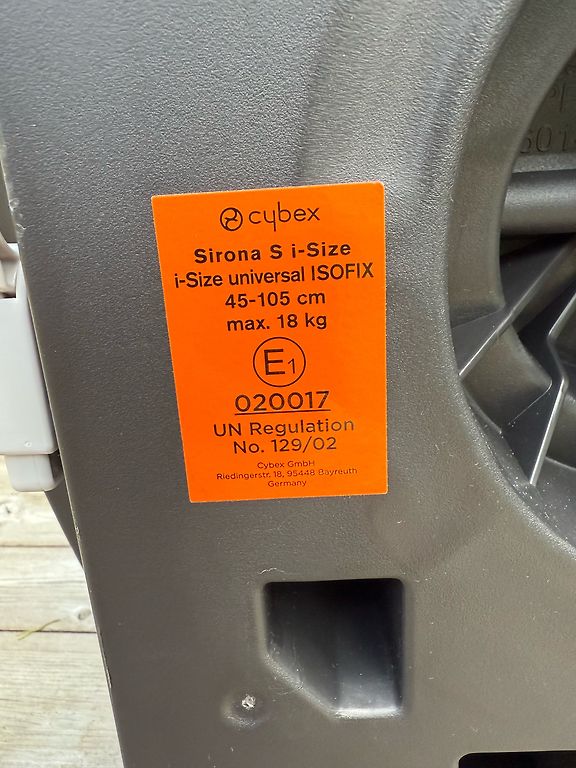 cybex
Sirona S i-Size
i-Size universal ISOFIX
45-105 cm
max. 18 kg
E1
020017
UN Regulation
No. 129/02
Cybex GmbH
Riedingerstr. 18, 95448 Bayreuth
Germany